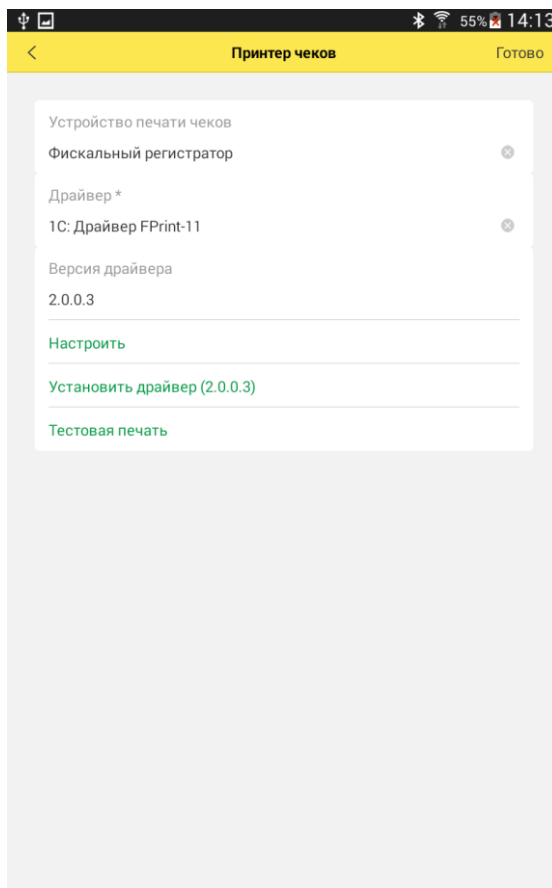 55% 14:13
Принтер чеков Готово
Устройство печати чеков
Фискальный регистратор
Драйвер *
1С: Драйвер FPrint-11
Версия драйвера
2.0.0.3
Настроить
Установить драйвер (2.0.0.3)
Тестовая печать